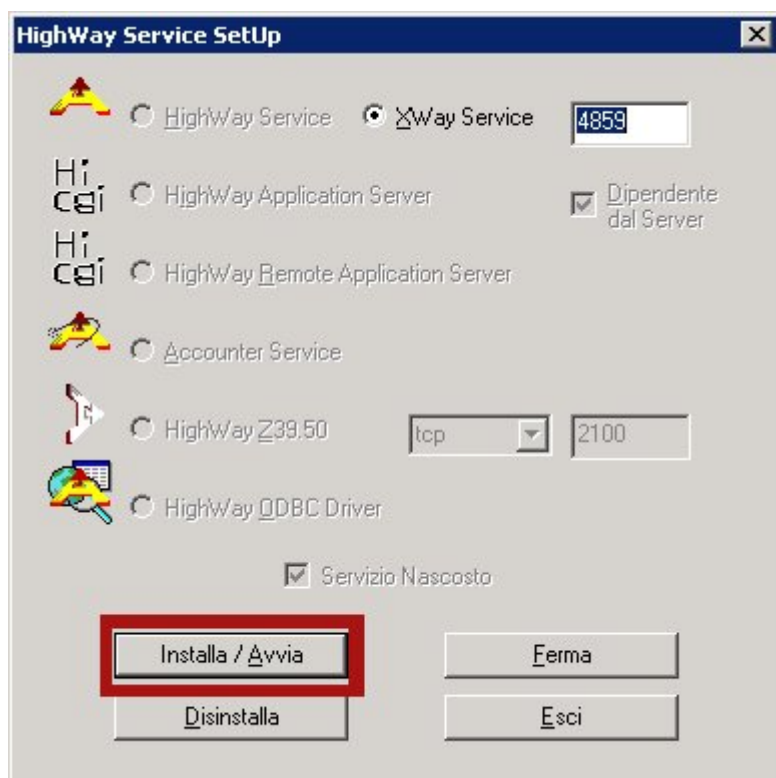 HighWay Service SetUp
HighWay Service XWay Service 4859
Hi
cgi HighWay Application Server Dipendente
dal Server
Hi
cgi HighWay Remote Application Server
Accounter Service
HighWay Z39.50 tcp 2100
HighWay ODBC Driver
Servizio Nascosto
Installa / Avvia Ferma
Disinstalla Esci